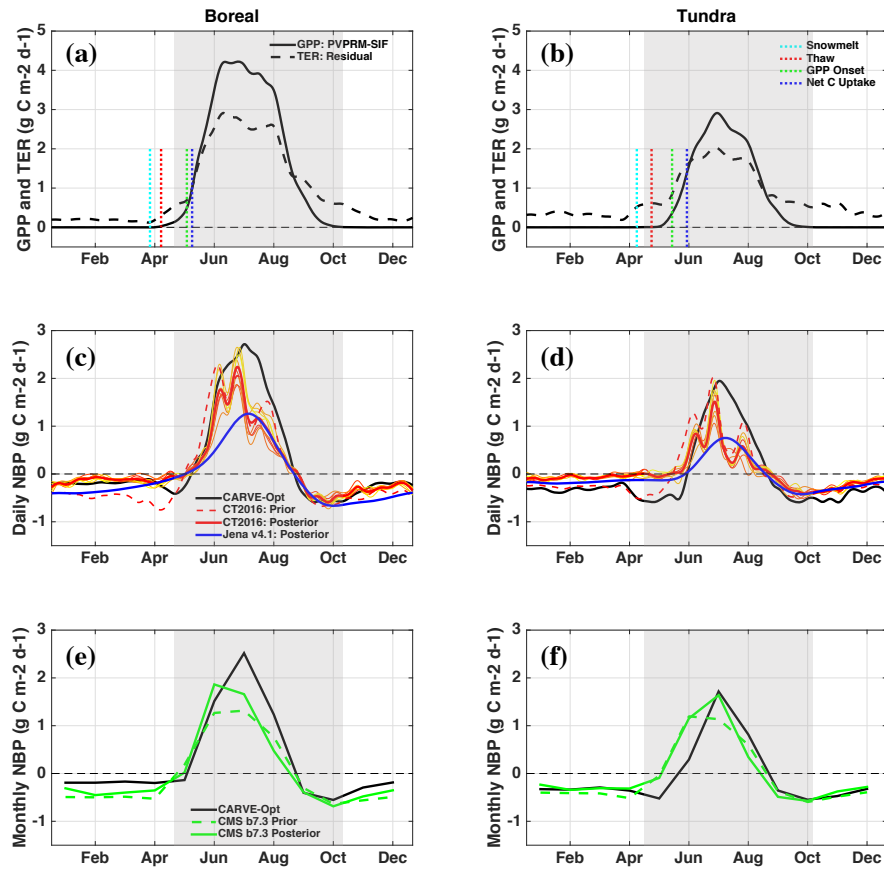 Boreal
Tundra
(a)
GPP: PVPRM-SIF
TER: Residual
GPP and TER (g C m-2 d-1)
5
4
3
2
1
0
Feb Apr Jun Aug Oct Dec
(b)
Snowmelt
Thaw
GPP Onset
Net C Uptake
GPP and TER (g C m-2 d-1)
5
4
3
2
1
0
Feb Apr Jun Aug Oct Dec
(c)
Daily NBP (g C m-2 d-1)
3
2
1
0
-1
CARVE-Opt
CT2016: Prior
CT2016: Posterior
Jena v4.1: Posterior
Feb Apr Jun Aug Oct Dec
(d)
Daily NBP (g C m-2 d-1)
3
2
1
0
-1
Feb Apr Jun Aug Oct Dec
(e)
Monthly NBP (g C m-2 d-1)
3
2
1
0
-1
CARVE-Opt
CMS b7.3 Prior
CMS b7.3 Posterior
Feb Apr Jun Aug Oct Dec
(f)
Monthly NBP (g C m-2 d-1)
3
2
1
0
-1
Feb Apr Jun Aug Oct Dec